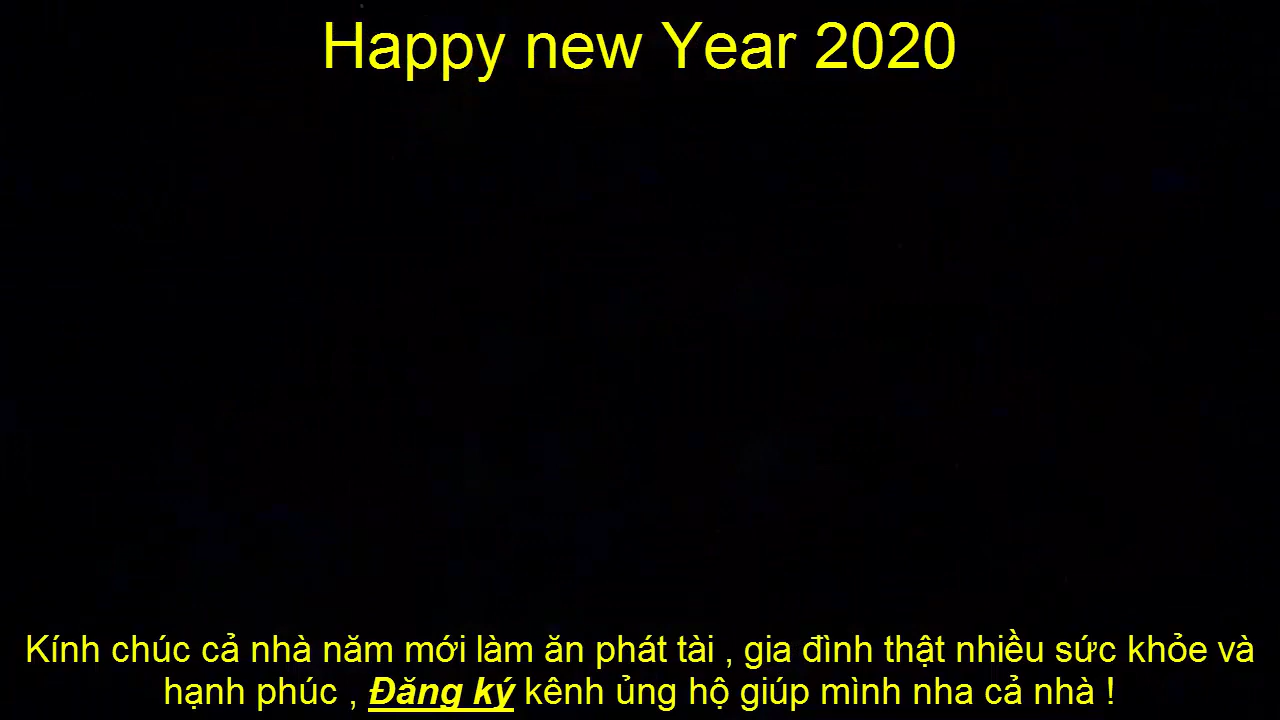 Happy new Year 2020
Kính chúc cả nhà năm mới làm ăn phát tài , gia đình thật nhiều sức khỏe và
hạnh phúc , Đăng ký kênh ủng hộ giúp mình nha cả nhà !